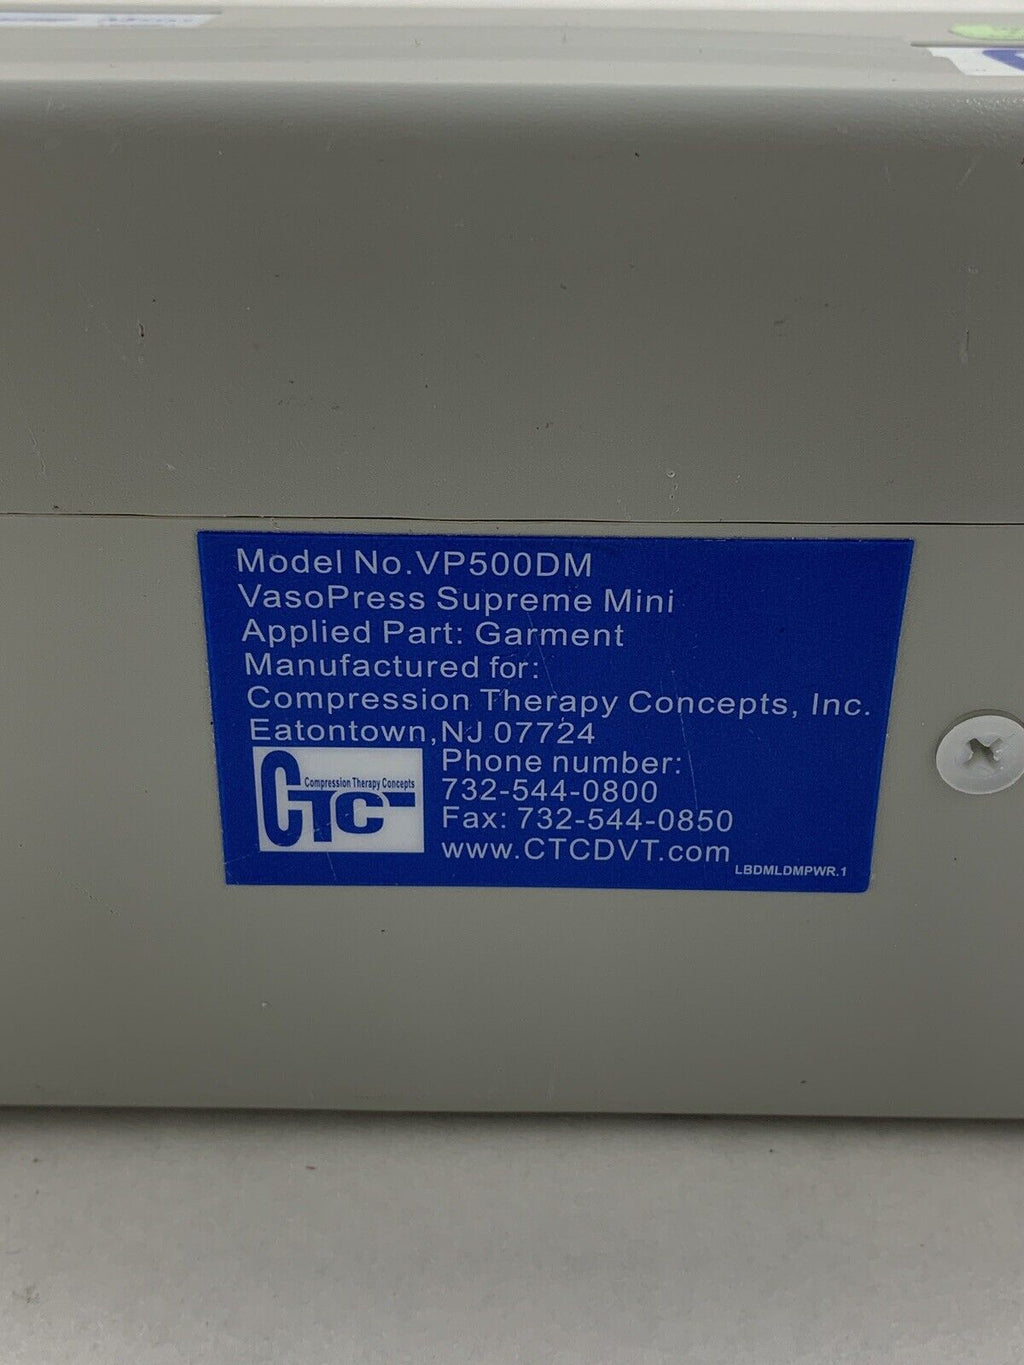 Model No.VP500DM
VasoPress Supreme Mini
Applied Part: Garment
Manufactured for:
Compression Therapy Concepts, Inc.
Eatontown,NJ 07724
Phone number:
732-544-0800
Fax: 732-544-0850
www.CTCDVT.com
LBDMLDMPWR.1
CTC
Compression Therapy Concepts